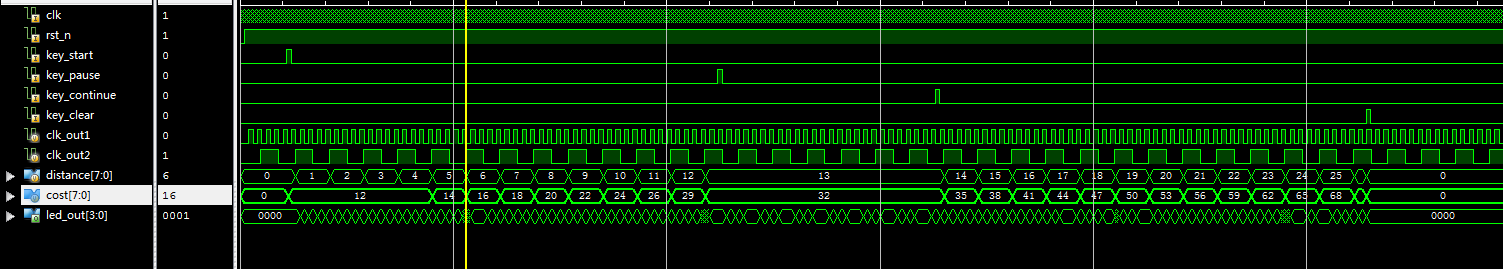 clk 1
rst_n 1
key_start 0
key_pause 0
key_continue 0
key_clear 0
clk_out1 0
clk_out2 1
distance[7:0] 6 0 1 2 3 4 5 6 7 8 9 10 11 12 13 14 15 16 17 18 19 20 21 22 23 24 25 0
cost[7:0] 16 0 12 14 16 18 20 22 24 26 29 32 35 38 41 44 47 50 53 56 59 62 65 68 0
led_out[3:0] 0001 0000 0000